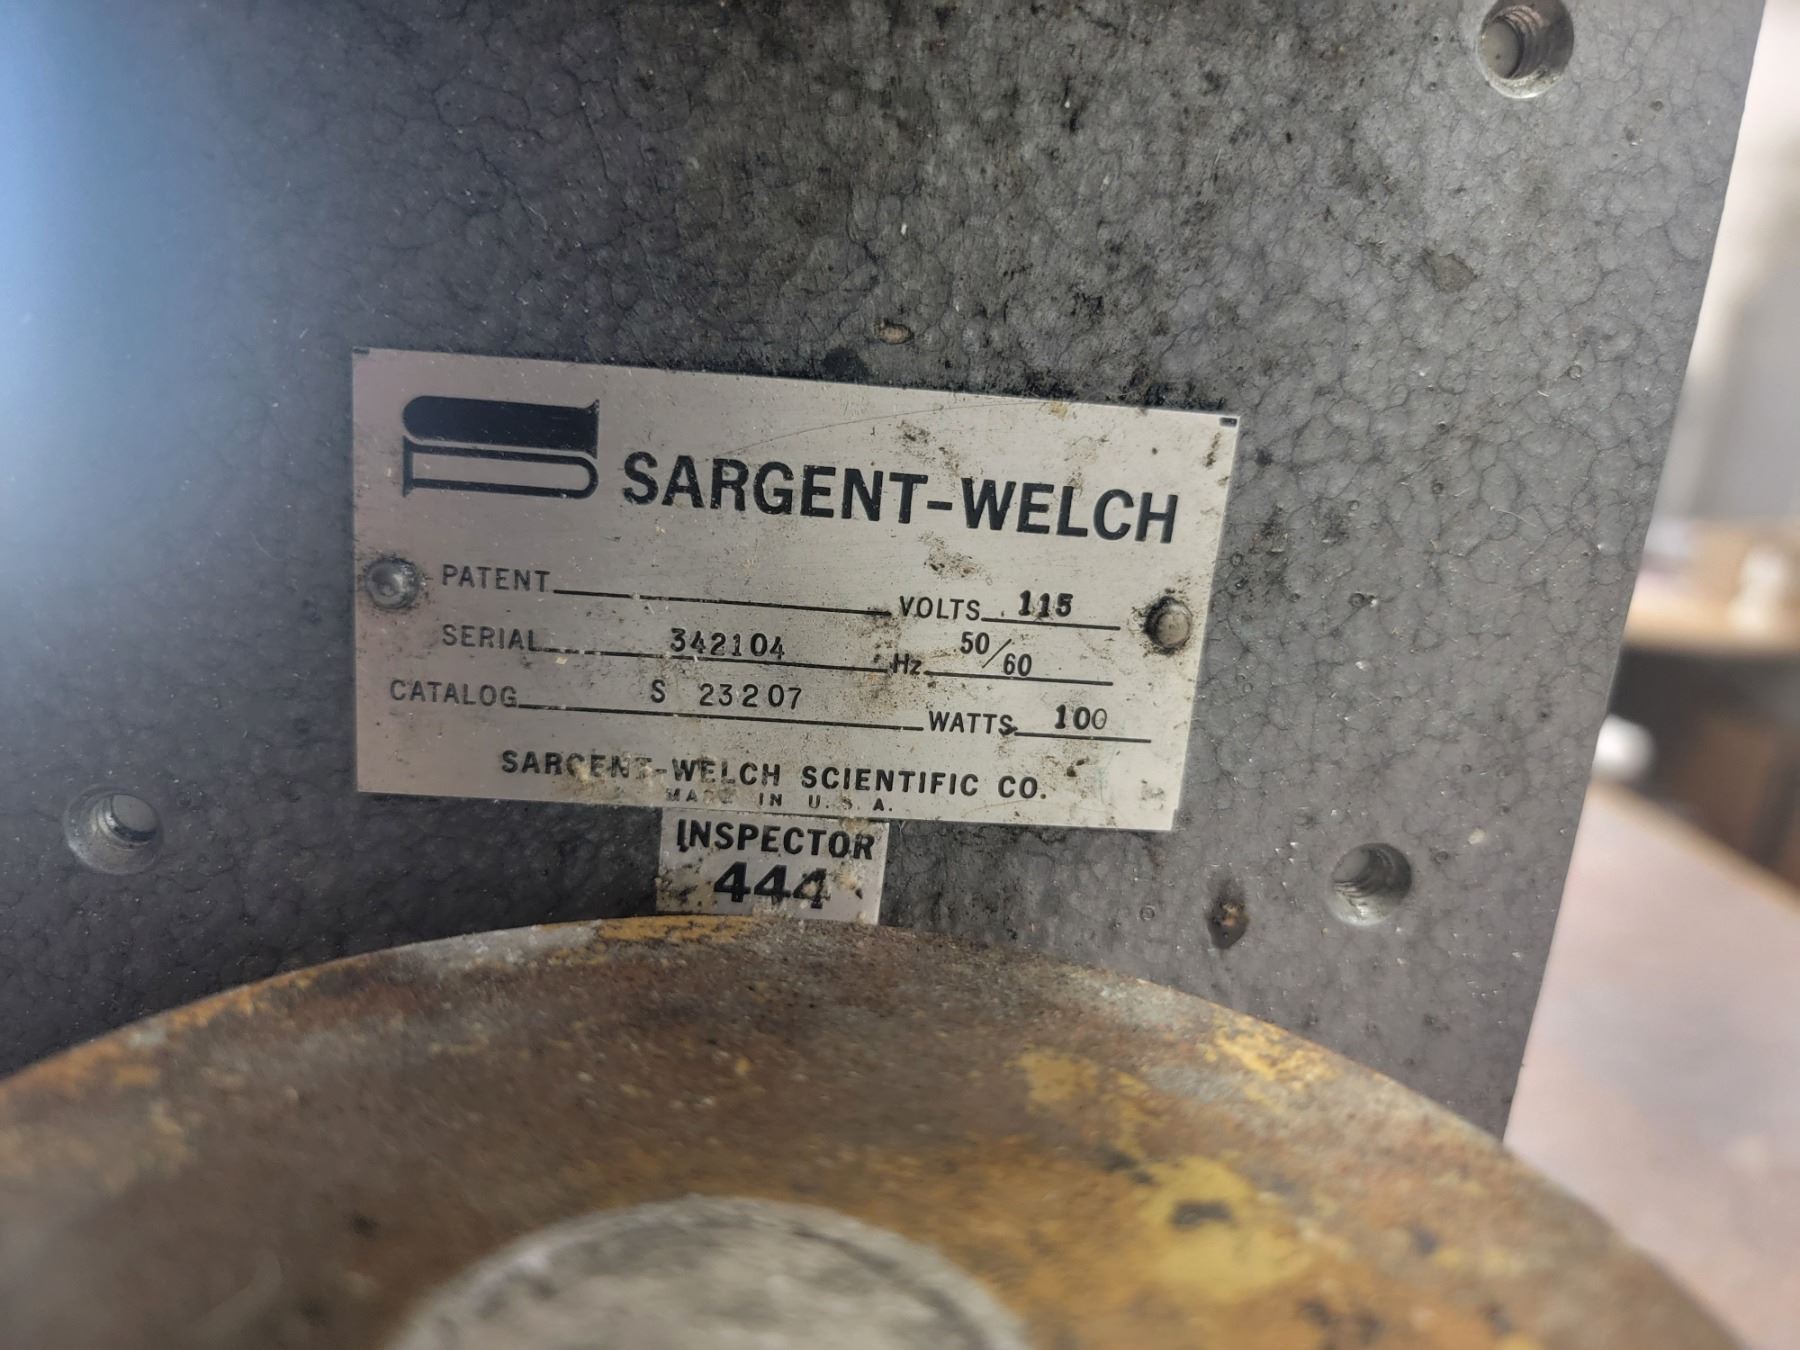 SARGENT-WELCH
PATENT VOLTS 115
SERIAL 342104 Hz 50/60
CATALOG S 23207 WATTS 100
SARGENT-WELCH SCIENTIFIC CO.
MADE IN U.S.A.
INSPECTOR
444